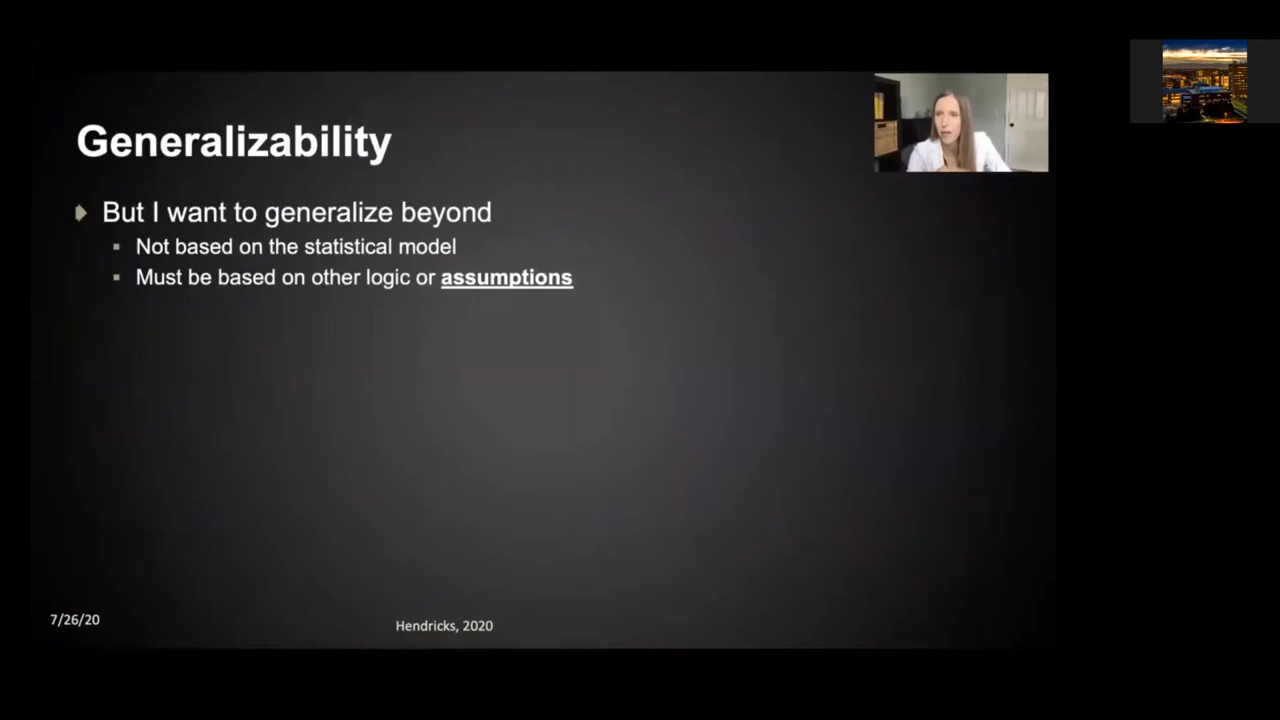 Generalizability
But I want to generalize beyond
Not based on the statistical model
Must be based on other logic or assumptions
7/26/20
Hendricks, 2020